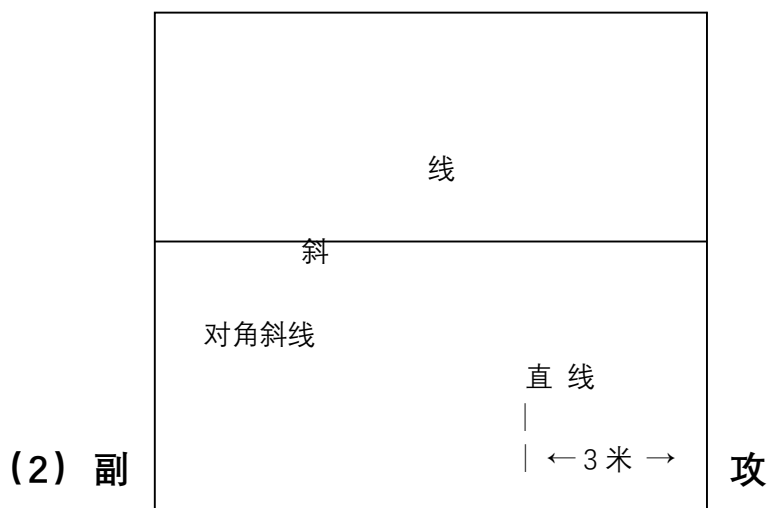 线
斜
对角斜线
直 线
|
| ←3 米 →
(2) 副 攻